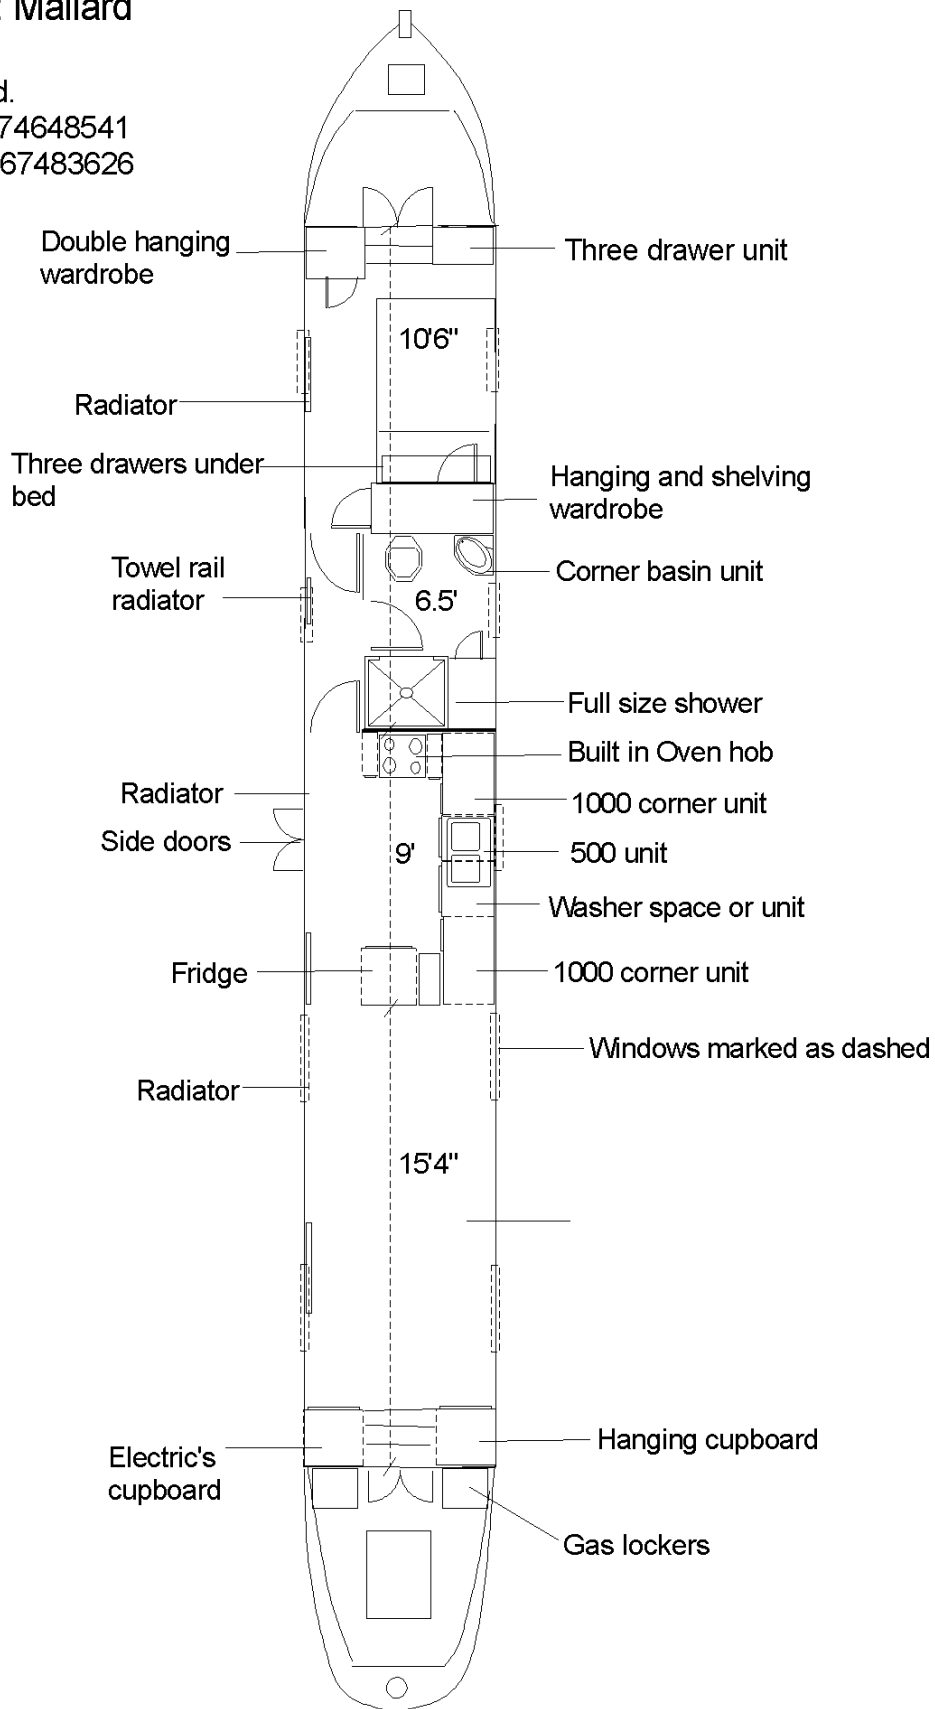 : Mallard
d.
74648541
67483626
Double hanging
wardrobe
Three drawer unit
10'6"
Radiator
Three drawers under
bed
Hanging and shelving
wardrobe
Towel rail
radiator
Corner basin unit
6.5'
Full size shower
Built in Oven hob
Radiator
1000 corner unit
Side doors
9'
500 unit
Washer space or unit
Fridge
1000 corner unit
Windows marked as dashed
Radiator
15'4"
Electric's
cupboard
Hanging cupboard
Gas lockers